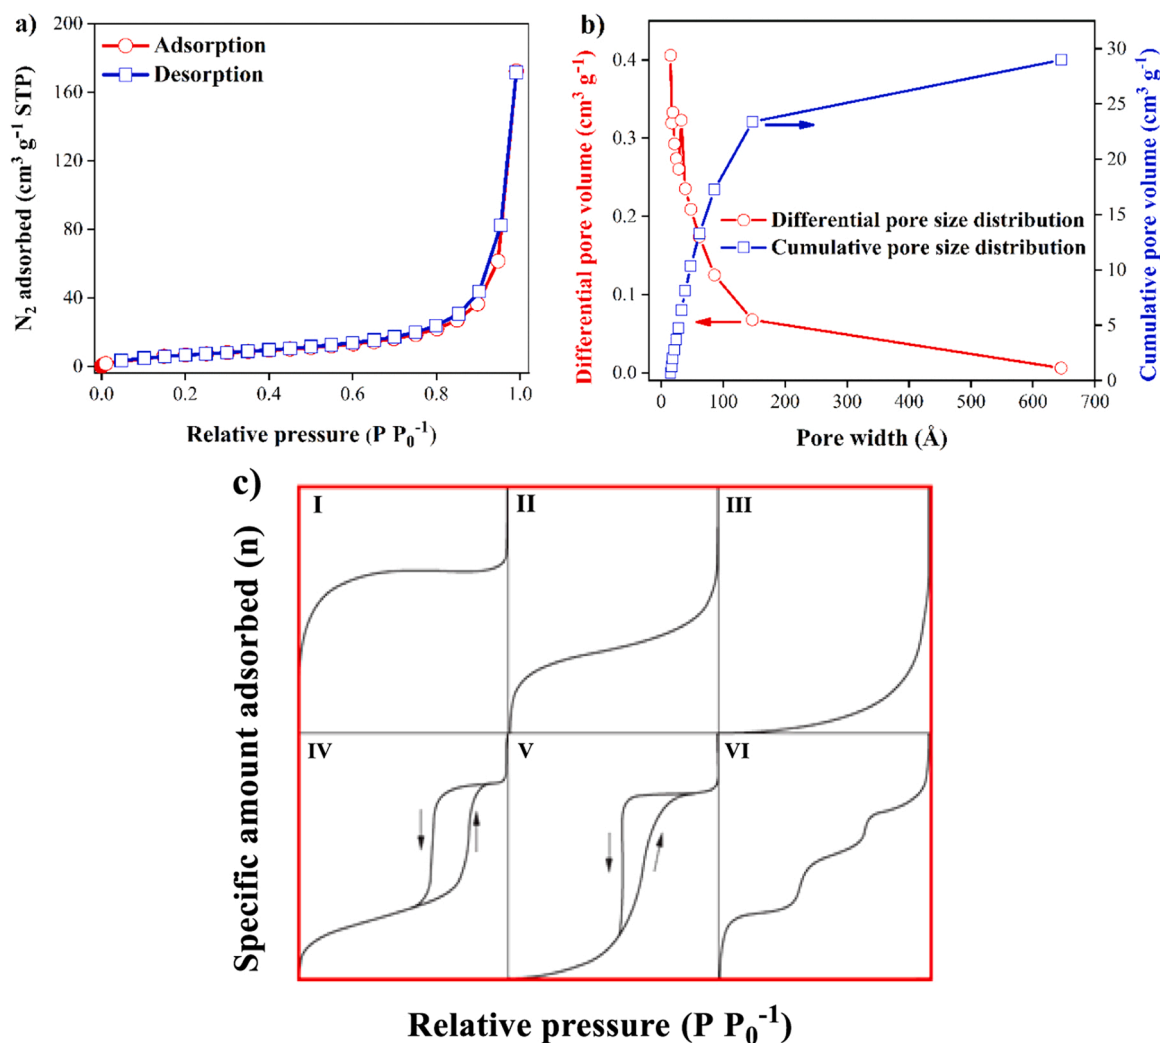 a)
200
160
120
80
40
0
N₂ adsorbed (cm³ g⁻¹ STP)
Adsorption
Desorption
0.0 0.2 0.4 0.6 0.8 1.0
Relative pressure (P P₀⁻¹)
b)
0.4
0.3
0.2
0.1
0.0
Differential pore volume (cm³ g⁻¹)
Differential pore size distribution
Cumulative pore size distribution
30
25
20
15
10
5
0
Cumulative pore volume (cm³ g⁻¹)
0 100 200 300 400 500 600 700
Pore width (Å)
c)
Specific amount adsorbed (n)
I II III
IV V VI
Relative pressure (P P₀⁻¹)